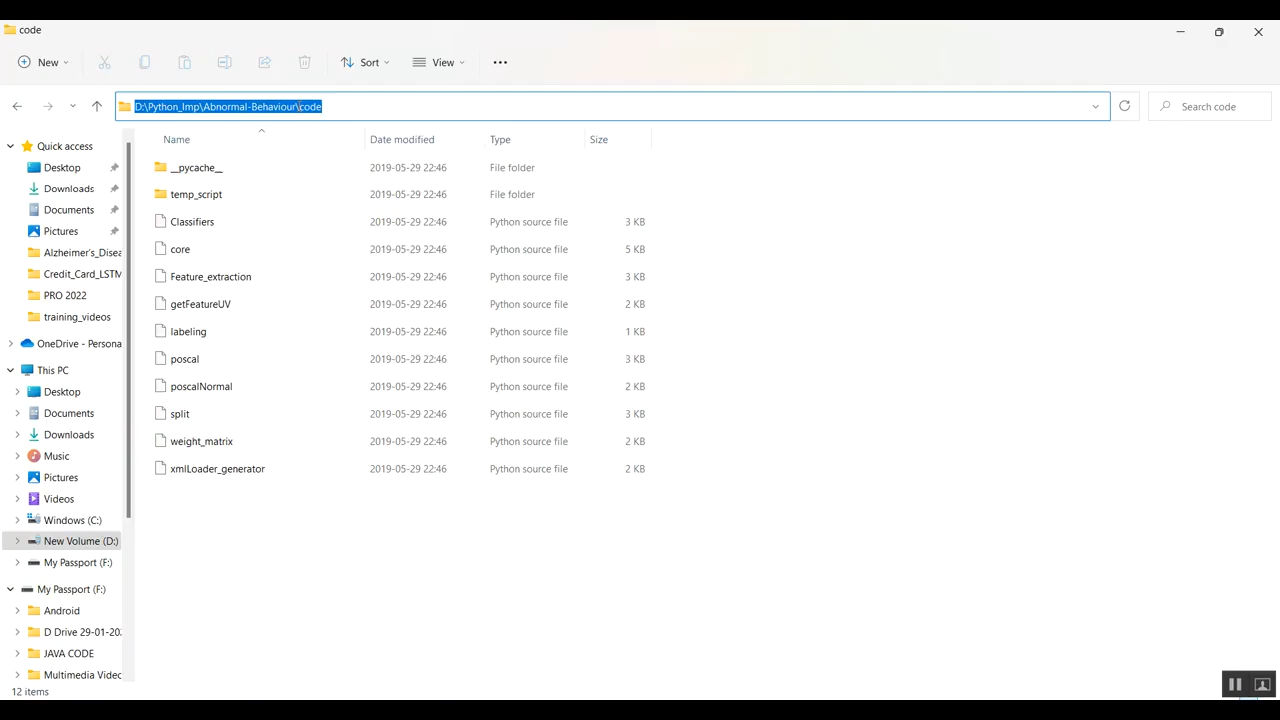 code
New
Sort
View
D:\Python_Imp\Abnormal-Behaviour\code
Search code
Name Date modified Type Size
Quick access
Desktop
Downloads
Documents
Pictures
Alzheimer's_Disea
Credit_Card_LSTM
PRO 2022
training_videos
OneDrive - Persona
This PC
Desktop
Documents
Downloads
Music
Pictures
Videos
Windows (C:)
New Volume (D:)
My Passport (F:)
My Passport (F:)
Android
D Drive 29-01-202
JAVA CODE
Multimedia Videc
__pycache__ 2019-05-29 22:46 File folder
temp_script 2019-05-29 22:46 File folder
Classifiers 2019-05-29 22:46 Python source file 3 KB
core 2019-05-29 22:46 Python source file 5 KB
Feature_extraction 2019-05-29 22:46 Python source file 3 KB
getFeatureUV 2019-05-29 22:46 Python source file 2 KB
labeling 2019-05-29 22:46 Python source file 1 KB
poscal 2019-05-29 22:46 Python source file 3 KB
poscalNormal 2019-05-29 22:46 Python source file 2 KB
split 2019-05-29 22:46 Python source file 3 KB
weight_matrix 2019-05-29 22:46 Python source file 2 KB
xmlLoader_generator 2019-05-29 22:46 Python source file 2 KB
12 items